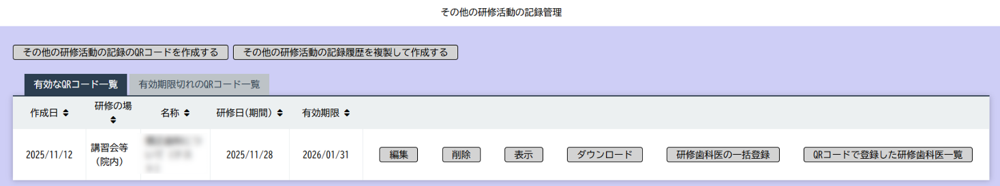 その他の研修活動の記録管理
その他の研修活動の記録のQRコードを作成する その他の研修活動の記録履歴を複製して作成する
有効なQRコード一覧 有効期限切れのQRコード一覧
作成日 研修の場 名称 研修日(期間) 有効期限
2025/11/12 講習会等(院内) 2025/11/28 2026/01/31 編集 削除 表示 ダウンロード 研修歯科医の一括登録 QRコードで登録した研修歯科医一覧